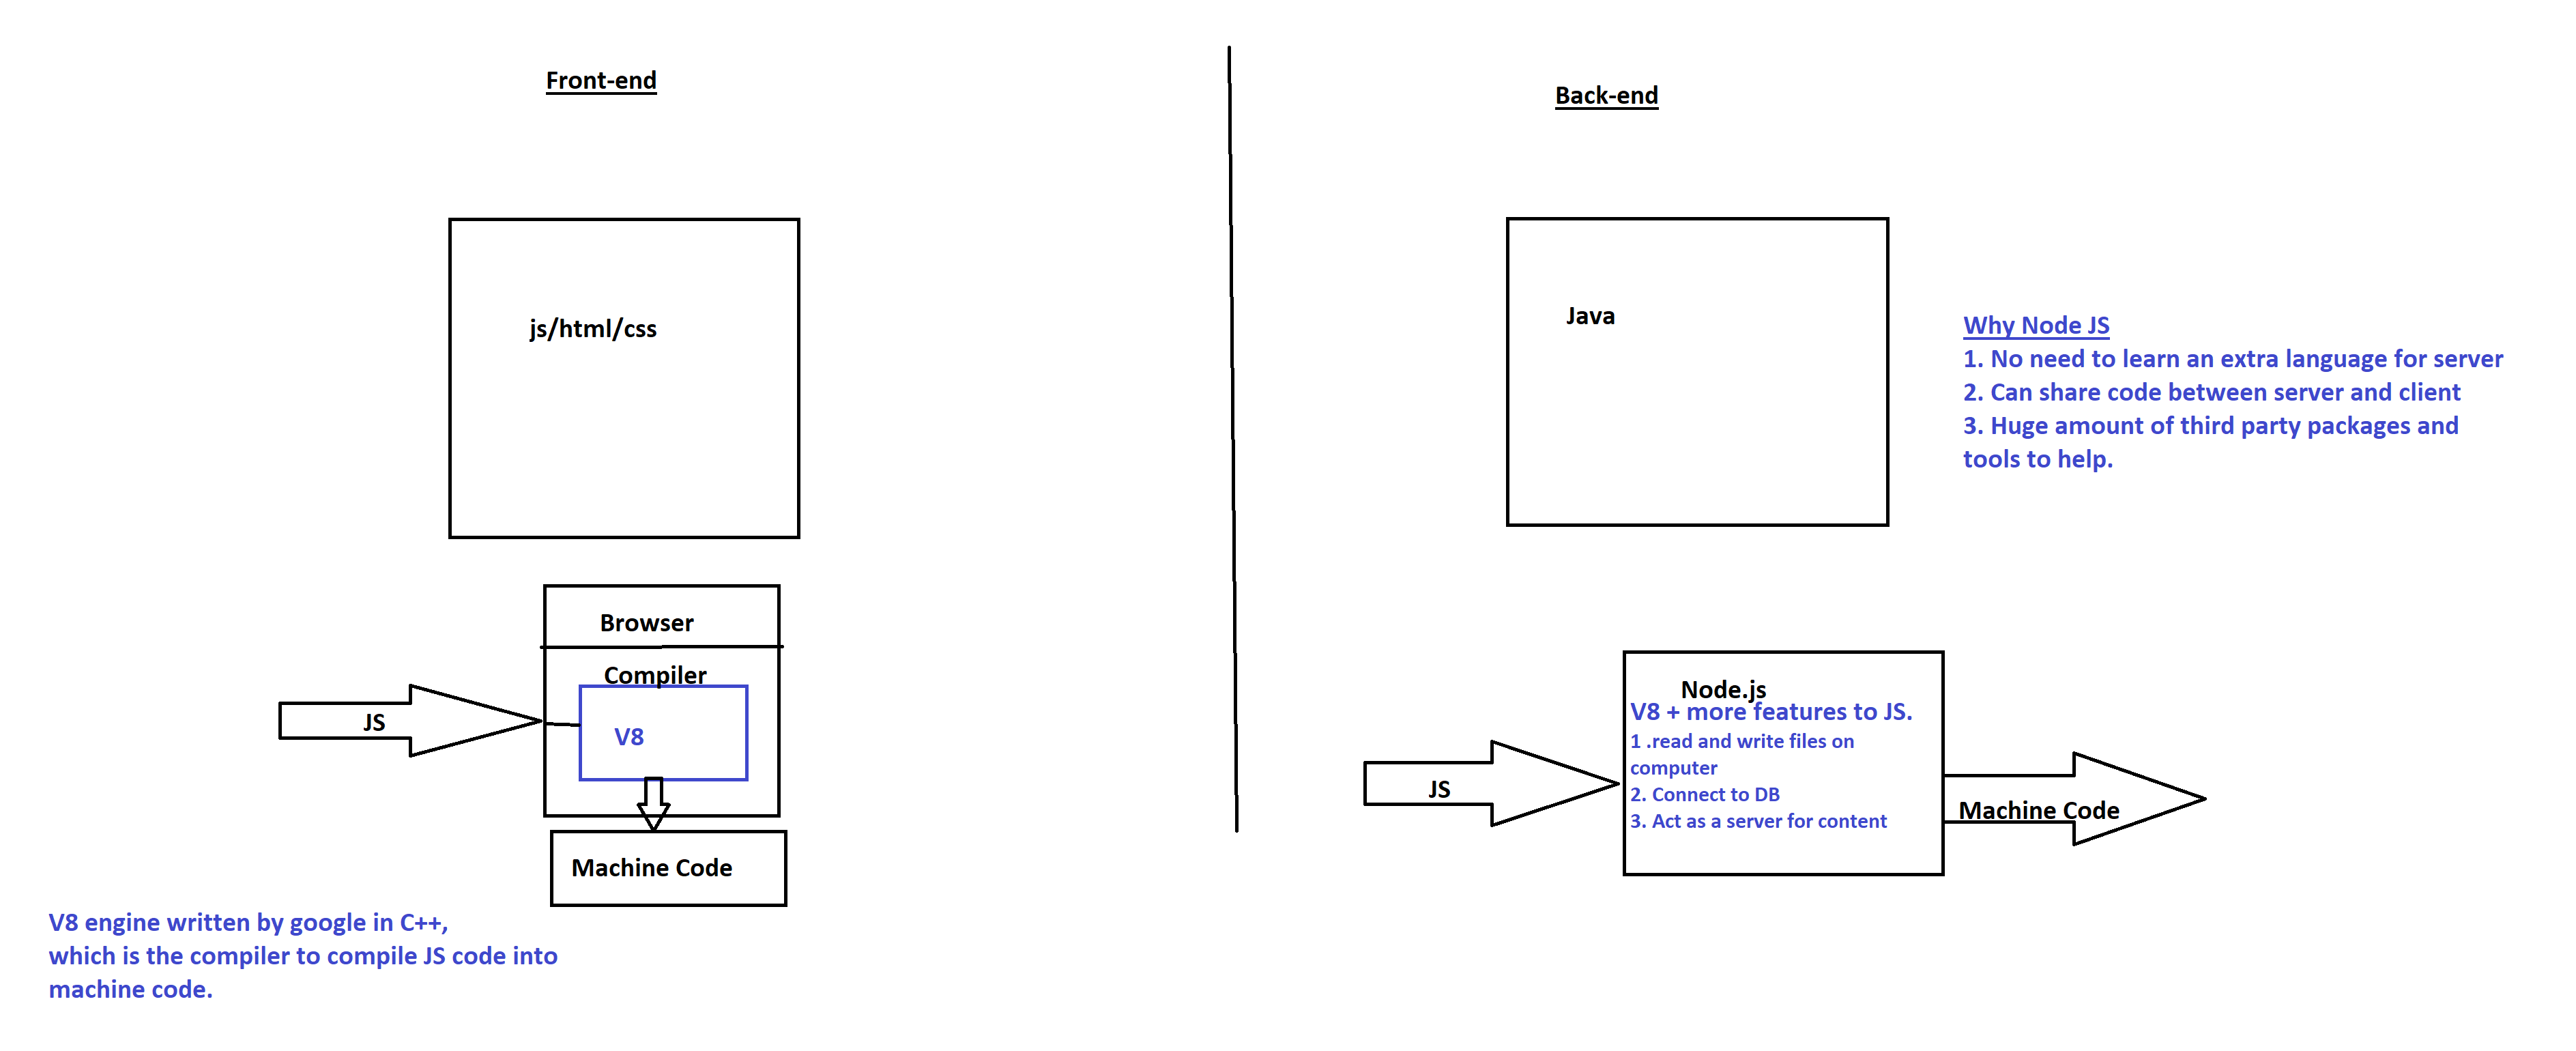 Front-end
js/html/css
Browser
Compiler
V8
JS
Machine Code
V8 engine written by google in C++,
which is the compiler to compile JS code into
machine code.
Back-end
Java
Why Node JS
1. No need to learn an extra language for server
2. Can share code between server and client
3. Huge amount of third party packages and
tools to help.
JS
Node.js
V8 + more features to JS.
1 .read and write files on
computer
2. Connect to DB
3. Act as a server for content
Machine Code